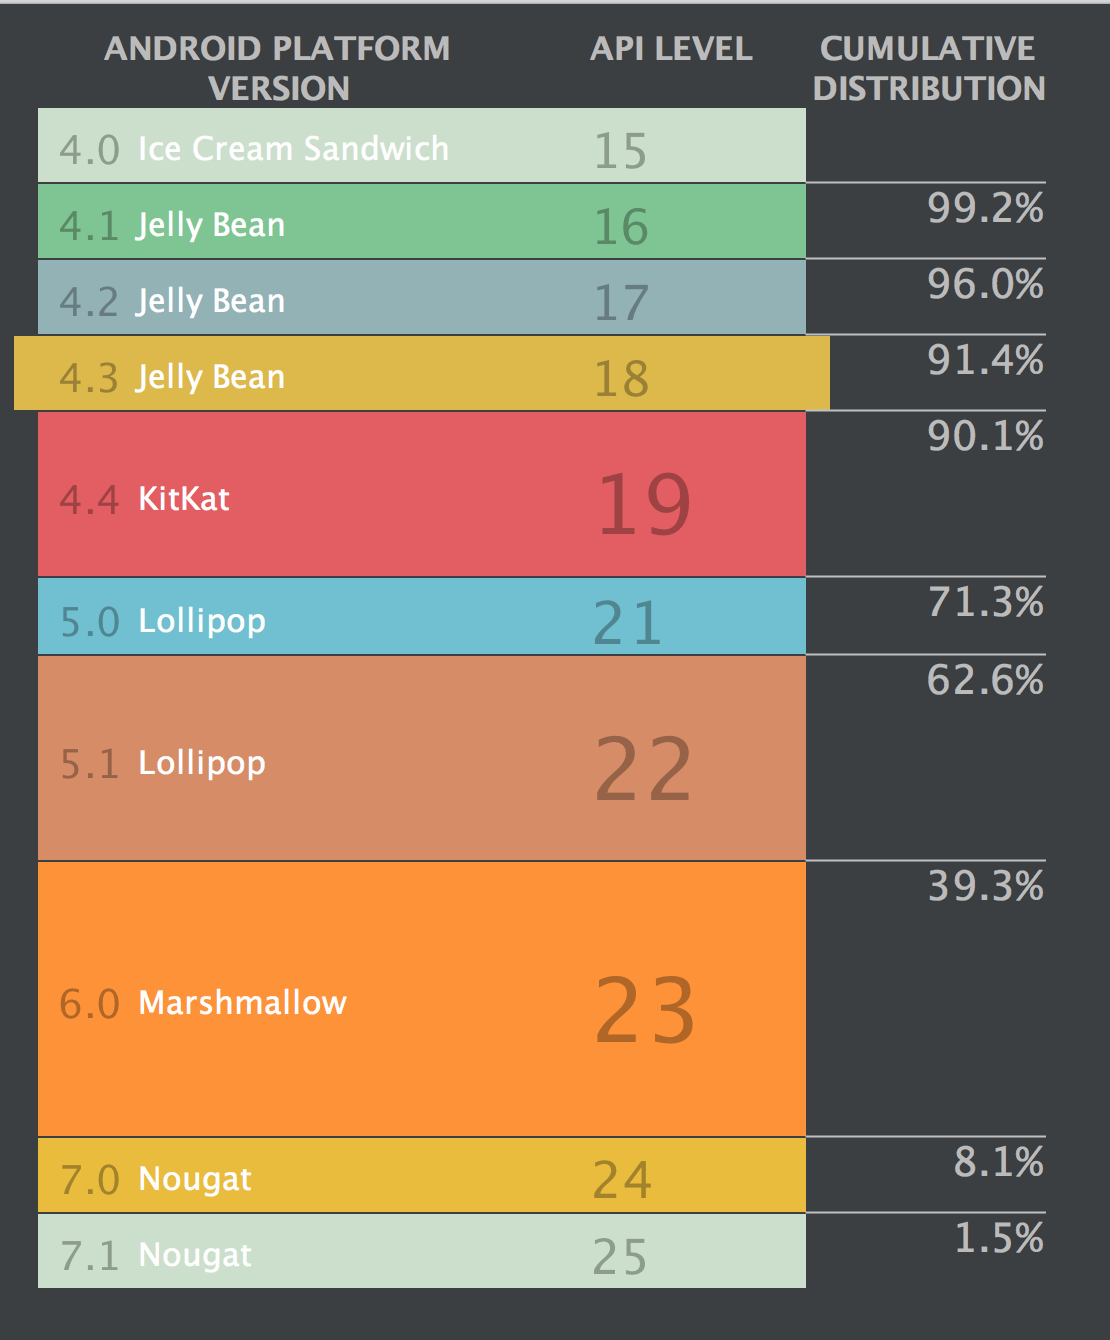 ANDROID PLATFORM
VERSION
API LEVEL
CUMULATIVE
DISTRIBUTION
4.0 Ice Cream Sandwich 15
99.2%
4.1 Jelly Bean 16
96.0%
4.2 Jelly Bean 17
91.4%
4.3 Jelly Bean 18
90.1%
4.4 KitKat 19
71.3%
5.0 Lollipop 21
62.6%
5.1 Lollipop 22
39.3%
6.0 Marshmallow 23
8.1%
7.0 Nougat 24
1.5%
7.1 Nougat 25